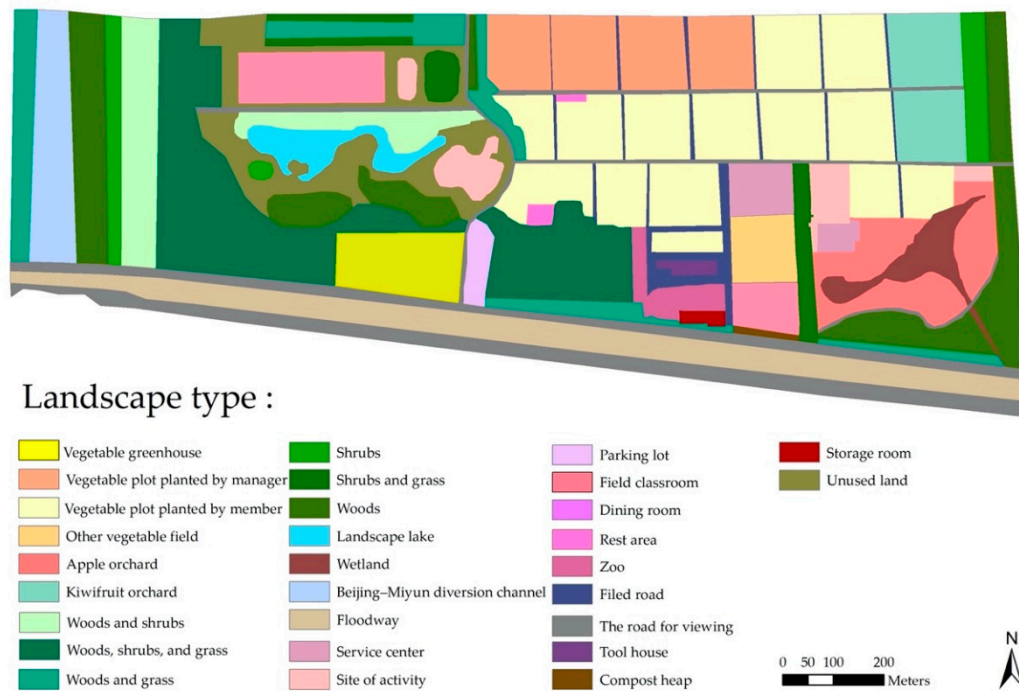 Landscape type :
Vegetable greenhouse
Vegetable plot planted by manager
Vegetable plot planted by member
Other vegetable field
Apple orchard
Kiwifruit orchard
Woods and shrubs
Woods, shrubs, and grass
Woods and grass
Shrubs
Shrubs and grass
Woods
Landscape lake
Wetland
Beijing–Miyun diversion channel
Floodway
Service center
Site of activity
Parking lot
Field classroom
Dining room
Rest area
Zoo
Filed road
The road for viewing
Tool house
Compost heap
Storage room
Unused land
0 50 100 200
Meters
N